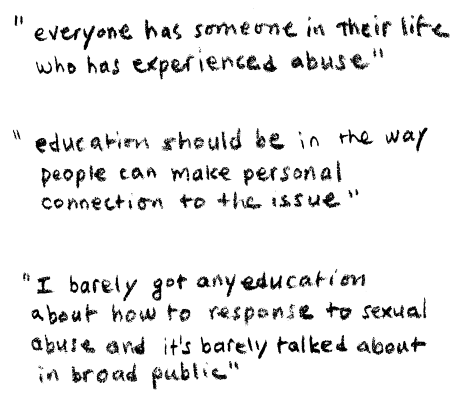 "everyone has someone in their life
who has experienced abuse"
"education should be in the way
people can make personal
connection to the issue"
"I barely got any education
about how to response to sexual
abuse and it's barely talked about
in broad public"